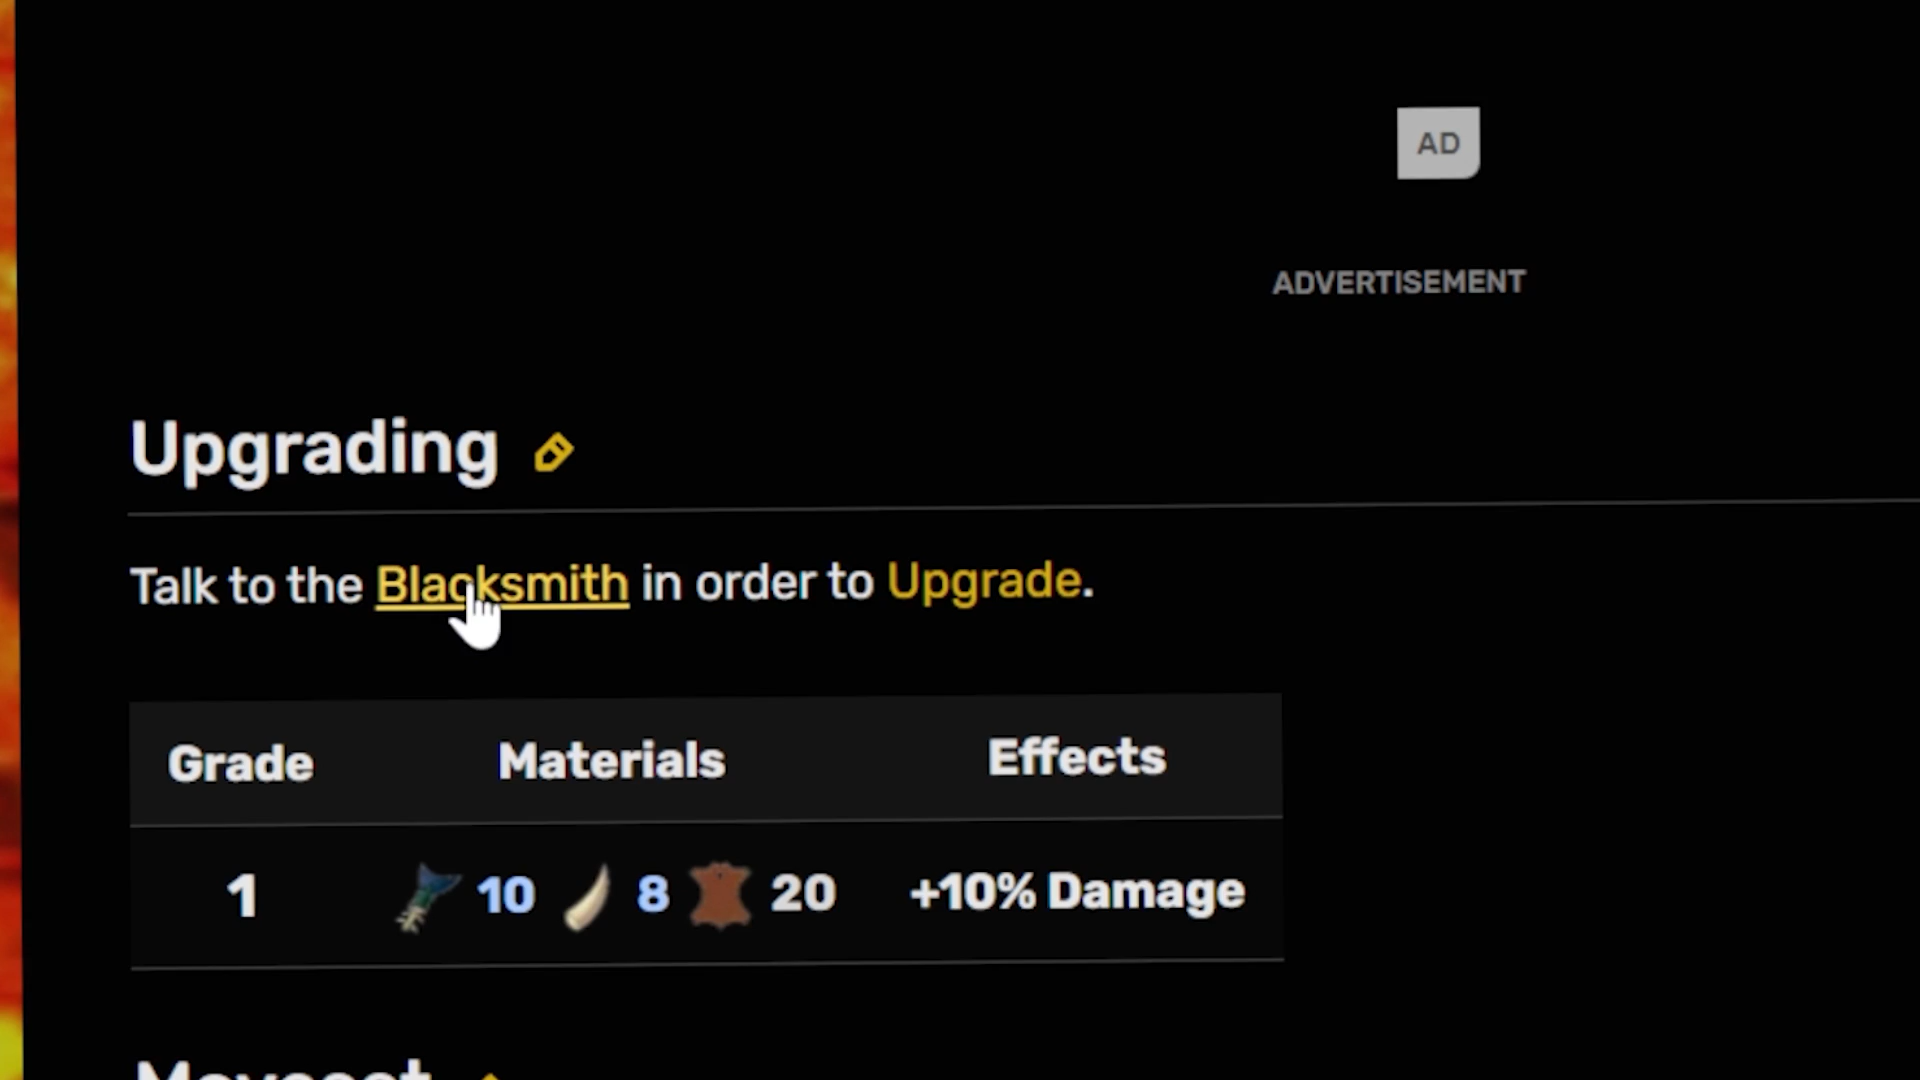 AD
ADVERTISEMENT
Upgrading
Talk to the Blacksmith in order to Upgrade.
Grade Materials Effects
1 10 8 20 +10% Damage
Moveset